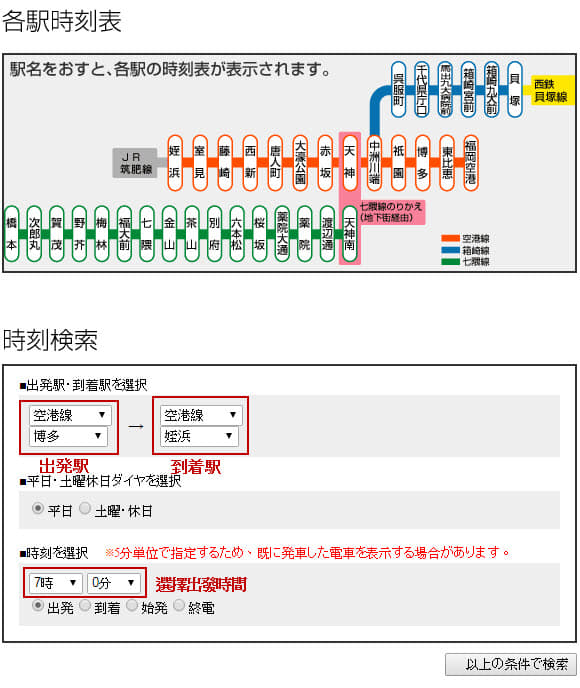 各駅時刻表
駅名をおすと、各駅の時刻表が表示されます。
呉服町 千代県庁口 馬出九大病院前 箱崎宮前 箱崎九大前 貝塚
西鉄
貝塚線
JR
筑肥線
姪浜 室見 藤崎 西新 唐人町 大濠公園 赤坂 天神 中洲川端 祇園 博多 東比恵 福岡空港
七隈線のりかえ
(地下街経由)
橋本 次郎丸 賀茂 野芥 梅林 福大前 七隈 金山 茶山 別府 六本松 桜坂 薬院大通 薬院 渡辺通 天神南
空港線
箱崎線
七隈線
時刻検索
■出発駅・到着駅を選択
空港線 空港線
博多 → 姪浜
出発駅 到着駅
■平日・土曜休日ダイヤを選択
平日 土曜・休日
■時刻を選択 ※5分単位で指定するため、既に発車した電車を表示する場合があります。
7時 0分 選擇出發時間
出発 到着 始発 終電
以上の条件で検索